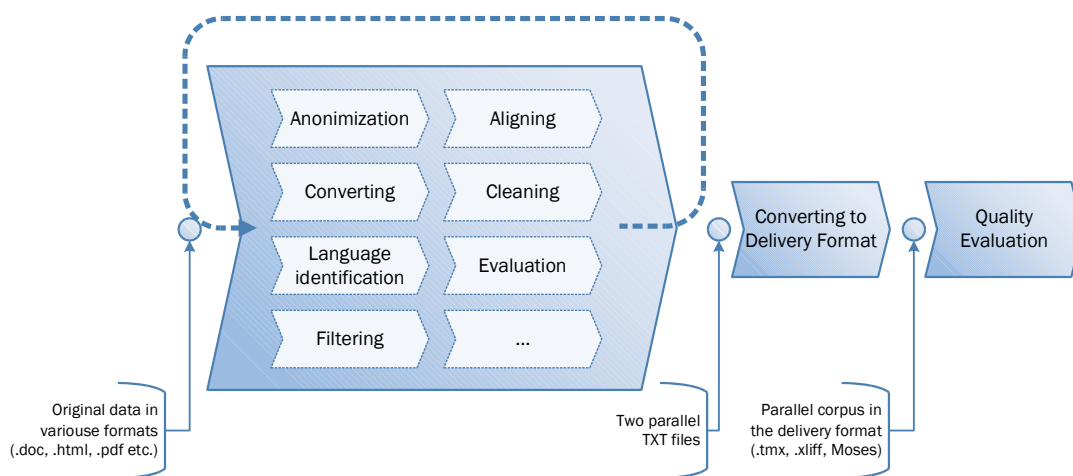 Anonimization
Aligning
Converting
Cleaning
Language
identification
Evaluation
Filtering
...
Converting to
Delivery Format
Quality
Evaluation
Original data in
variouse formats
(.doc, .html, .pdf etc.)
Two parallel
TXT files
Parallel corpus in
the delivery format
(.tmx, .xliff, Moses)